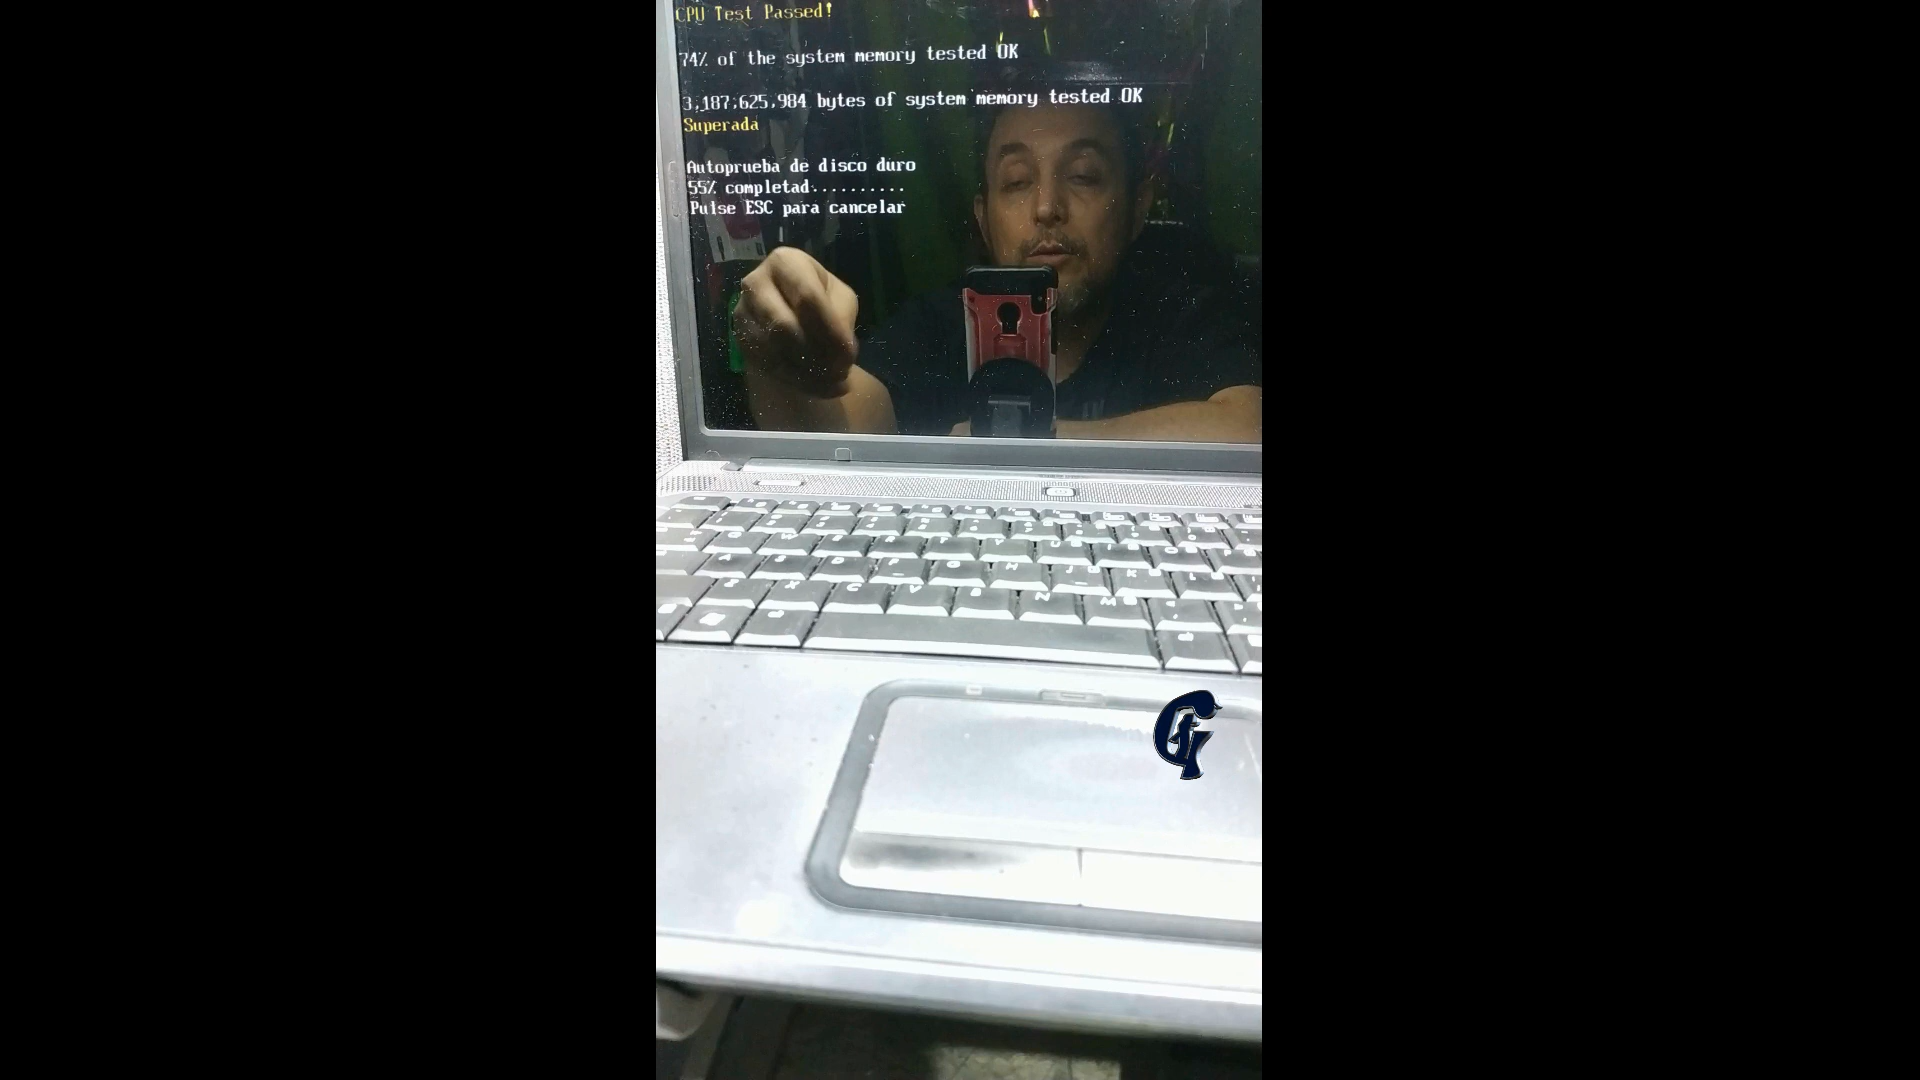 CPU Test Passed!
74% of the system memory tested OK
3,187,625,984 bytes of system memory tested OK
Superada
Autoprueba de disco duro
55% completad..........
Pulse ESC para cancelar